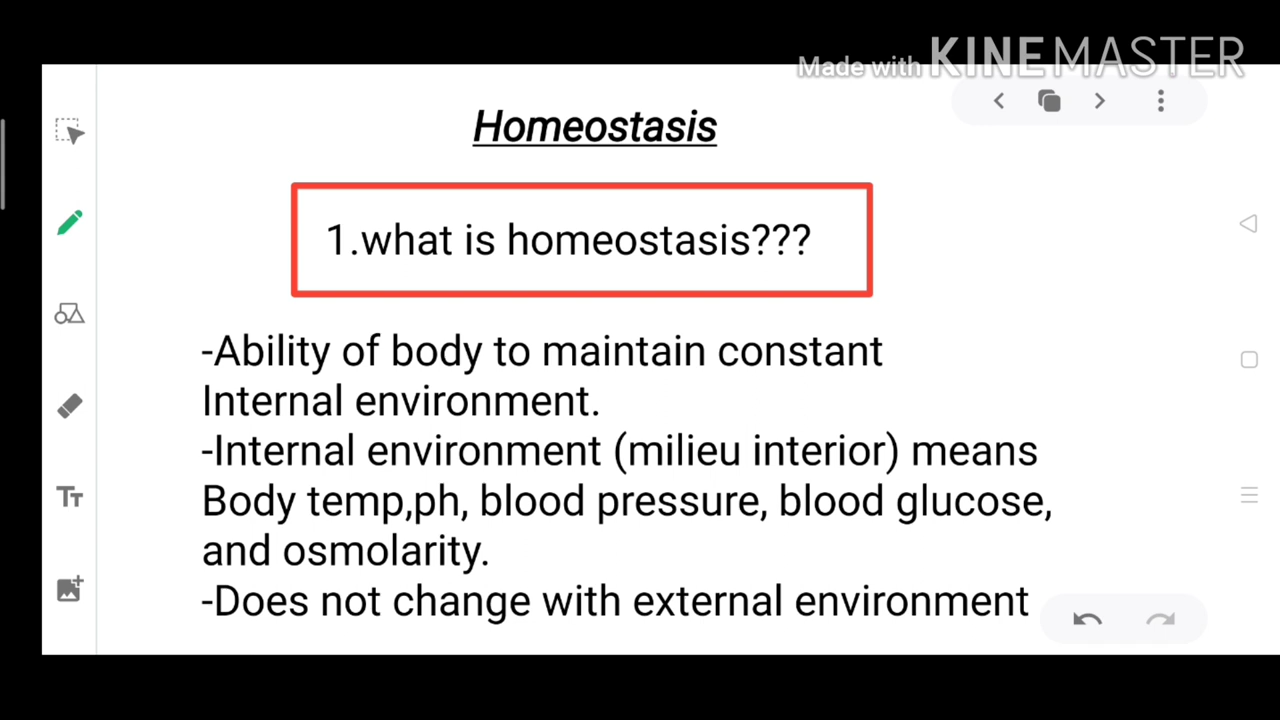 Made with KINEMASTER
Homeostasis
1.what is homeostasis???
-Ability of body to maintain constant
Internal environment.
-Internal environment (milieu interior) means
Body temp,ph, blood pressure, blood glucose,
and osmolarity.
-Does not change with external environment
TT